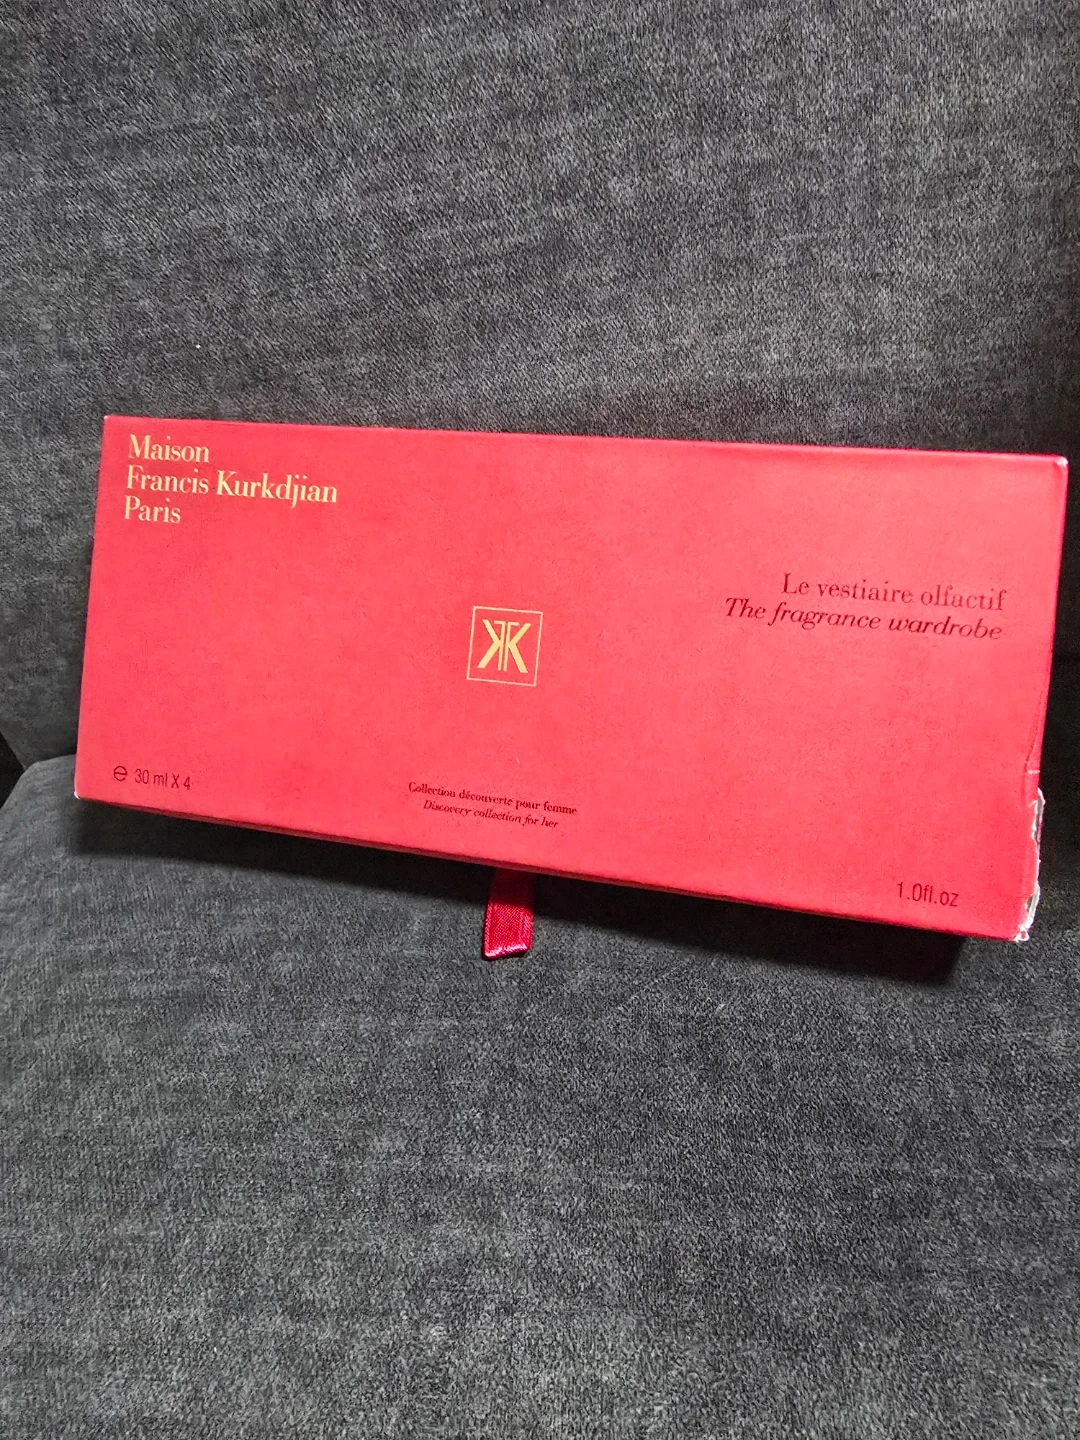 Maison
Francis Kurkdjian
Paris
Le vestiaire olfactif
The fragrance wardrobe
℮ 30 ml X 4
Collection découverte pour femme
Discovery collection for her
1.0fl.oz